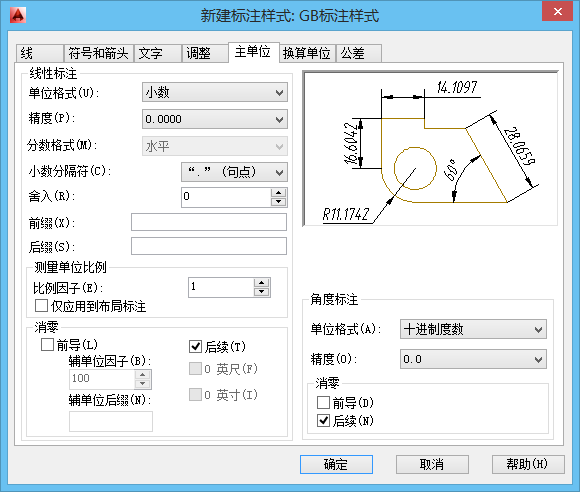 新建标注样式: GB标注样式
线 符号和箭头 文字 调整 主单位 换算单位 公差
线性标注
单位格式(U): 小数
精度(P): 0.0000
分数格式(M): 水平
小数分隔符(C): “.”(句点)
舍入(R): 0
前缀(X):
后缀(S):
测量单位比例
比例因子(E): 1
仅应用到布局标注
消零
前导(L)
辅单位因子(B):
100
辅单位后缀(N):
后续(T)
0 英尺(F)
0 英寸(I)
14.1097
16.6042
28.0659
60°
R11.1742
角度标注
单位格式(A): 十进制度数
精度(O): 0.0
消零
前导(D)
后续(N)
确定 取消 帮助(H)